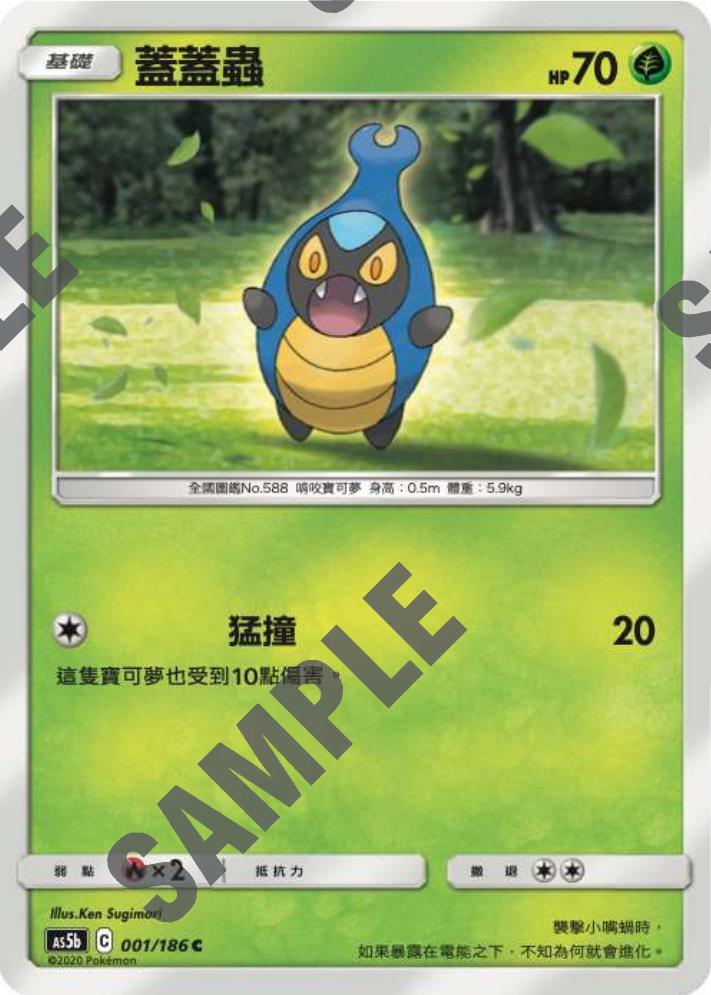 基礎 蓋蓋蟲 HP70
全國圖鑑No.588 啃咬寶可夢 身高：0.5m 體重：5.9kg
猛撞 20
這隻寶可夢也受到10點傷害。
弱點 ×2 抵抗力 撤退
Illus.Ken Sugimori
襲擊小嘴蝸時，
AS5b C 001/186 C
如果暴露在電能之下，不知為何就會進化。
©2020 Pokémon
SAMPLE